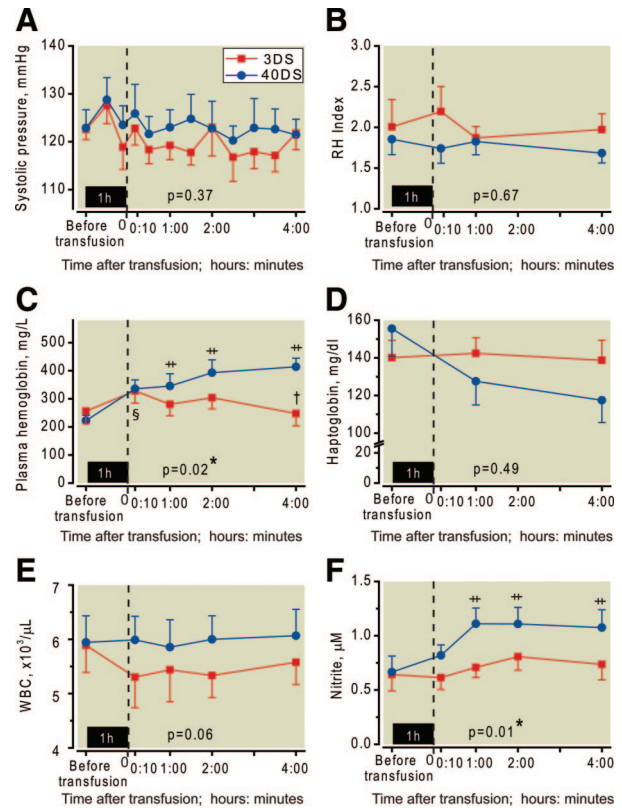 A
Systolic pressure, mmHg
140
130
120
110
3DS
40DS
1h
p=0.37
Before transfusion
0
0:10
1:00
2:00
4:00
Time after transfusion; hours: minutes
B
RH Index
3.0
2.5
2.0
1.5
1.0
1h
p=0.67
Before transfusion
0
0:10
1:00
2:00
4:00
Time after transfusion; hours: minutes
C
Plasma hemoglobin, mg/L
500
400
300
200
100
0
‡
‡
‡
§
†
1h
p=0.02*
Before transfusion
0
0:10
1:00
2:00
4:00
Time after transfusion; hours: minutes
D
Haptoglobin, mg/dl
160
140
120
100
20
0
1h
p=0.49
Before transfusion
0
0:10
1:00
2:00
4:00
Time after transfusion; hours: minutes
E
WBC, x10³/µL
7
6
5
4
1h
p=0.06
Before transfusion
0
0:10
1:00
2:00
4:00
Time after transfusion; hours: minutes
F
Nitrite, µM
1.5
1.0
0.5
0.0
‡
‡
‡
1h
p=0.01*
Before transfusion
0
0:10
1:00
2:00
4:00
Time after transfusion; hours: minutes